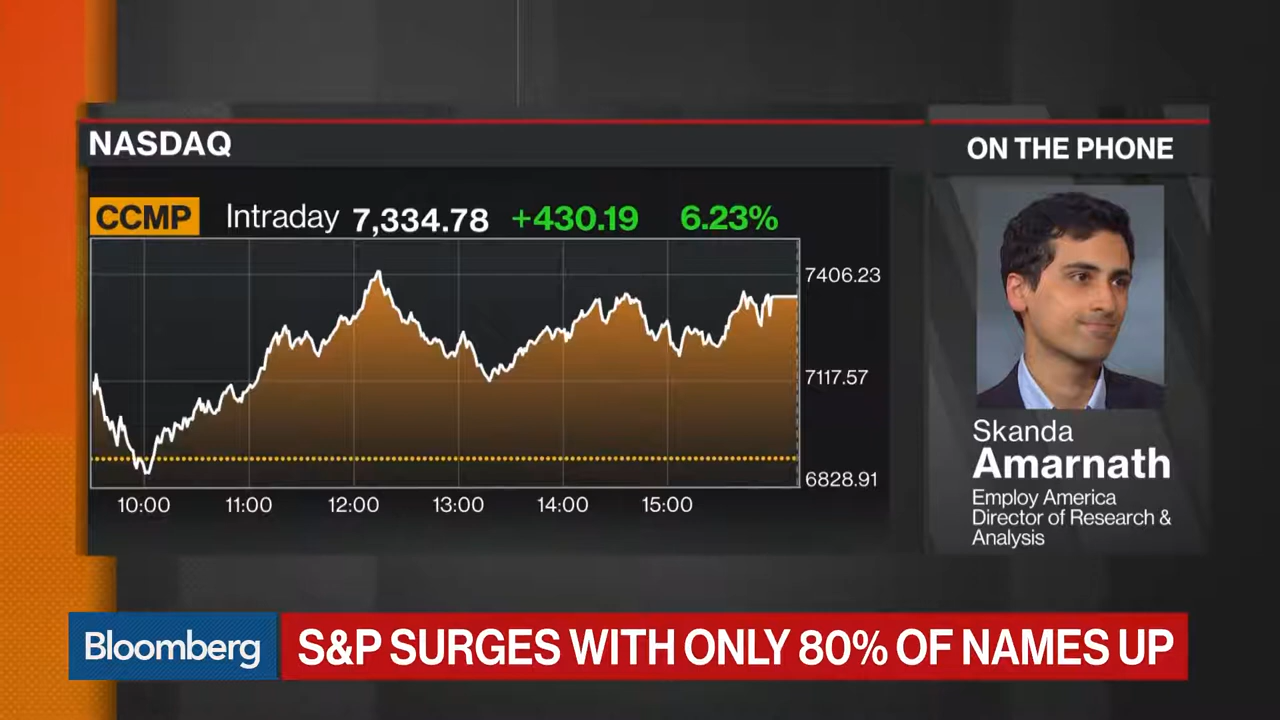 NASDAQ
CCMP Intraday 7,334.78 +430.19 6.23%
7406.23
7117.57
6828.91
10:00 11:00 12:00 13:00 14:00 15:00
ON THE PHONE
Skanda
Amarnath
Employ America
Director of Research &
Analysis
Bloomberg
S&P SURGES WITH ONLY 80% OF NAMES UP